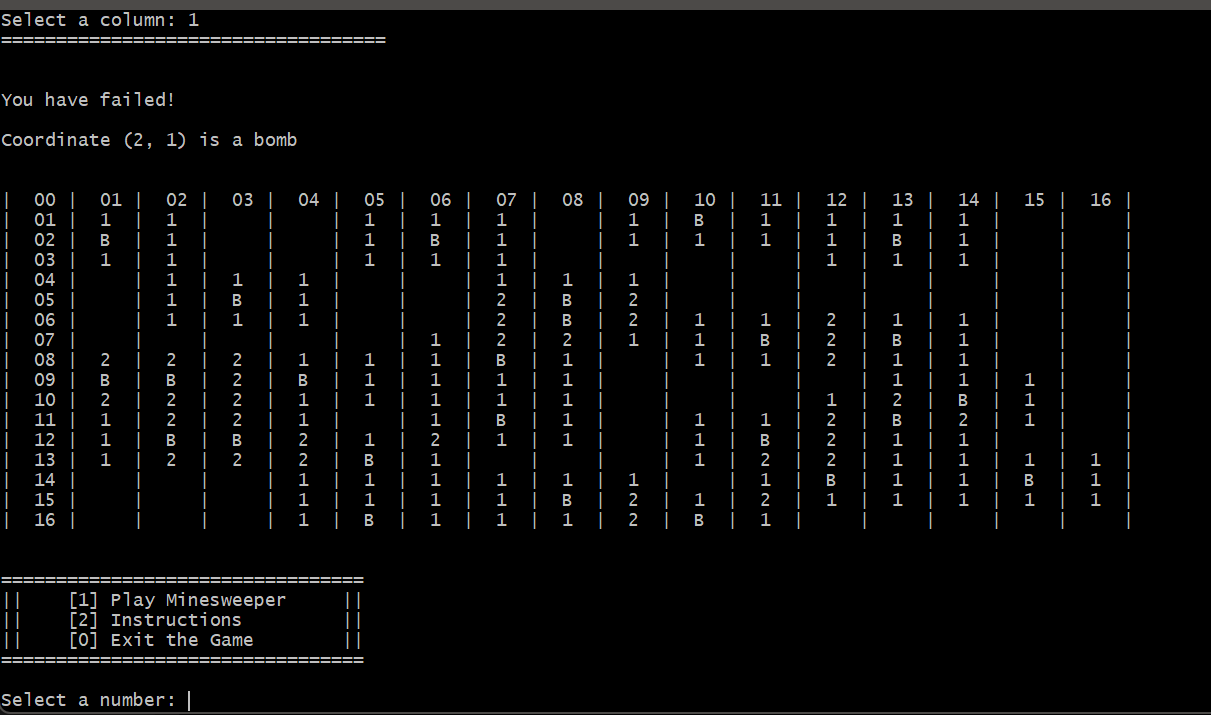 Select a column: 1
===================================
You have failed!
Coordinate (2, 1) is a bomb
|  00 |  01 |  02 |  03 |  04 |  05 |  06 |  07 |  08 |  09 |  10 |  11 |  12 |  13 |  14 |  15 |  16 |
|  01 |  1  |  1  |     |     |  1  |  1  |  1  |     |  1  |  B  |  1  |  1  |  1  |  1  |     |     |
|  02 |  B  |  1  |     |     |  1  |  B  |  1  |     |  1  |  1  |  1  |  1  |  B  |  1  |     |     |
|  03 |  1  |  1  |     |     |  1  |  1  |  1  |     |     |     |     |  1  |  1  |  1  |     |     |
|  04 |     |  1  |  1  |  1  |     |     |  1  |  1  |  1  |     |     |     |     |     |     |     |
|  05 |     |  1  |  B  |  1  |     |     |  2  |  B  |  2  |     |     |     |     |     |     |     |
|  06 |     |  1  |  1  |  1  |     |     |  2  |  B  |  2  |  1  |  1  |  2  |  1  |  1  |     |     |
|  07 |     |     |     |     |     |  1  |  2  |  2  |  1  |  1  |  B  |  2  |  B  |  1  |     |     |
|  08 |  2  |  2  |  2  |  1  |  1  |  1  |  B  |  1  |     |  1  |  1  |  2  |  1  |  1  |     |     |
|  09 |  B  |  B  |  2  |  B  |  1  |  1  |  1  |  1  |     |     |     |     |  1  |  1  |  1  |     |
|  10 |  2  |  2  |  2  |  1  |  1  |  1  |  1  |  1  |     |     |     |  1  |  2  |  B  |  1  |     |
|  11 |  1  |  2  |  2  |  1  |     |  1  |  B  |  1  |     |  1  |  1  |  2  |  B  |  2  |  1  |     |
|  12 |  1  |  B  |  B  |  2  |  1  |  2  |  1  |  1  |     |  1  |  B  |  2  |  1  |  1  |     |     |
|  13 |  1  |  2  |  2  |  2  |  B  |  1  |     |     |     |  1  |  2  |  2  |  1  |  1  |  1  |  1  |
|  14 |     |     |     |  1  |  1  |  1  |  1  |  1  |  1  |     |  1  |  B  |  1  |  1  |  B  |  1  |
|  15 |     |     |     |  1  |  1  |  1  |  1  |  B  |  2  |  1  |  2  |  1  |  1  |  1  |  1  |  1  |
|  16 |     |     |     |  1  |  B  |  1  |  1  |  1  |  2  |  B  |  1  |     |     |     |     |     |
=================================
||    [1] Play Minesweeper     ||
||    [2] Instructions         ||
||    [0] Exit the Game        ||
=================================
Select a number: